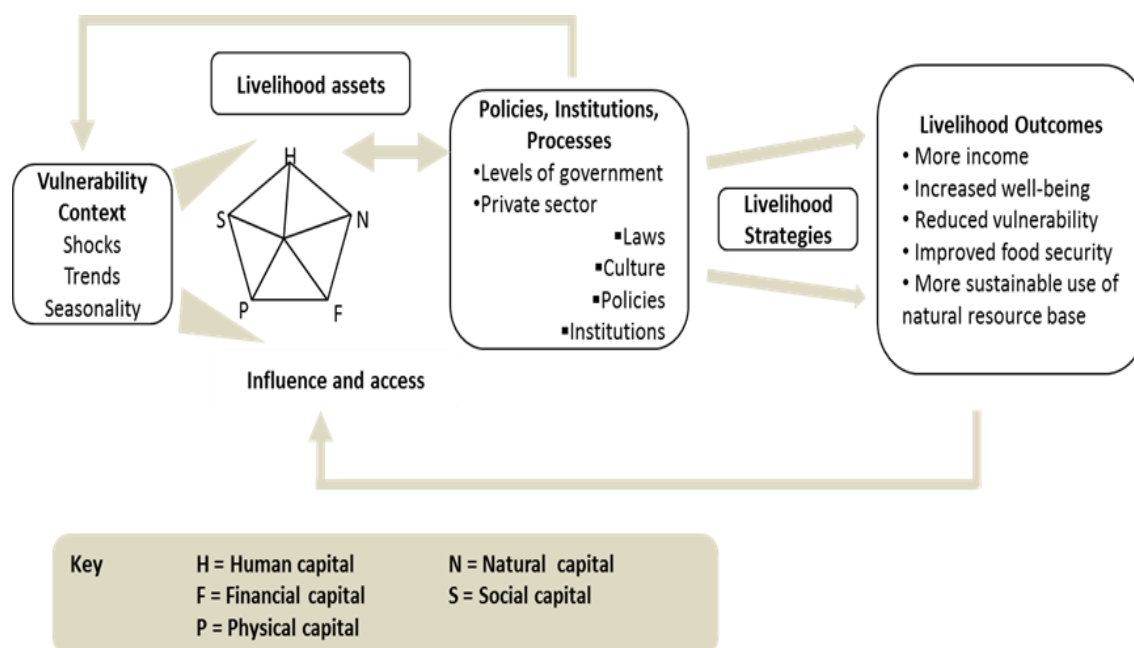 Livelihood assets
Vulnerability
Context
Shocks
Trends
Seasonality
H
S
N
P
F
Influence and access
Policies, Institutions,
Processes
•Levels of government
•Private sector
▪Laws
▪Culture
▪Policies
▪Institutions
Livelihood
Strategies
Livelihood Outcomes
• More income
• Increased well-being
• Reduced vulnerability
• Improved food security
• More sustainable use of
natural resource base
Key
H = Human capital
N = Natural capital
F = Financial capital
S = Social capital
P = Physical capital